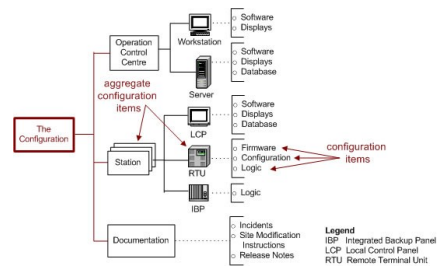 Operation
Control
Centre
Workstation
Software
Displays
Server
Software
Displays
Database
aggregate
configuration
items
The
Configuration
Station
LCP
Software
Displays
Database
RTU
Firmware
Configuration
Logic
configuration
items
IBP
Logic
Documentation
Incidents
Site Modification
Instructions
Release Notes
Legend
IBP Integrated Backup Panel
LCP Local Control Panel
RTU Remote Terminal Unit